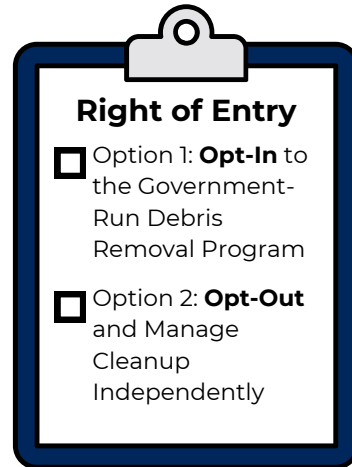 Right of Entry
Option 1: Opt-In to
the Government-
Run Debris
Removal Program
Option 2: Opt-Out
and Manage
Cleanup
Independently